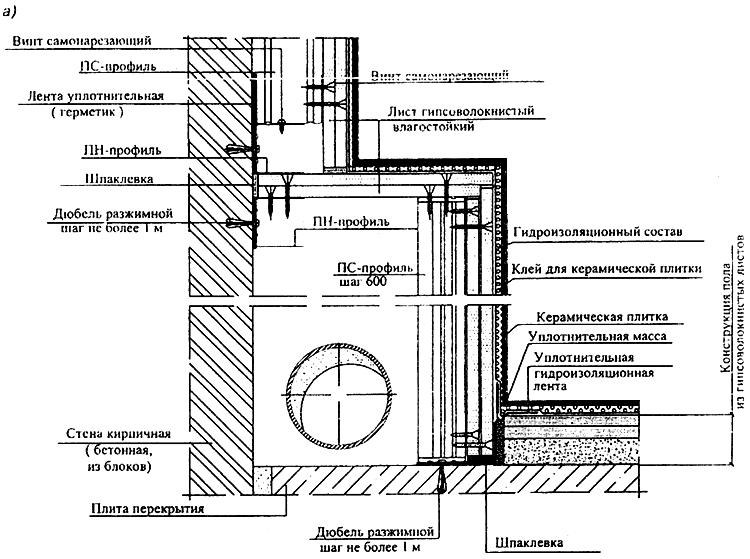 а)
Винт самонарезающий
ПС-профиль
Лента уплотнительная
( герметик )
ПН-профиль
Шпаклевка
Дюбель разжимной
шаг не более 1 м
Винт самонарезающий
Лист гипсоволокнистый
влагостойкий
ПН-профиль
ПС-профиль
шаг 600
Гидроизоляционный состав
Клей для керамической плитки
Керамическая плитка
Уплотнительная масса
Уплотнительная
гидроизоляционная
лента
Конструкция пола
из гипсоволокнистых листов
Стена кирпичная
( бетонная,
из блоков)
Плита перекрытия
Дюбель разжимной
шаг не более 1 м
Шпаклевка